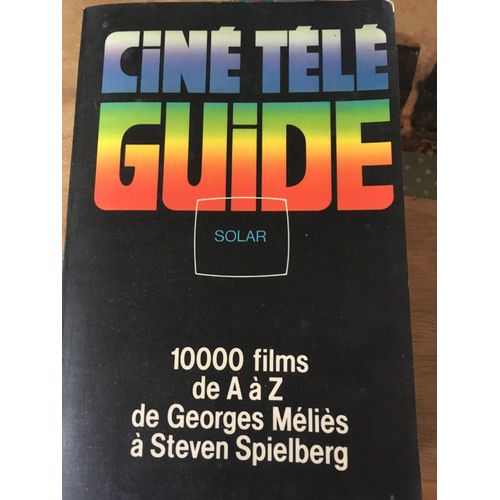 CiNÉ TÉLÉ
GUiDE
SOLAR
10000 films
de A à Z
de Georges Méliès
à Steven Spielberg